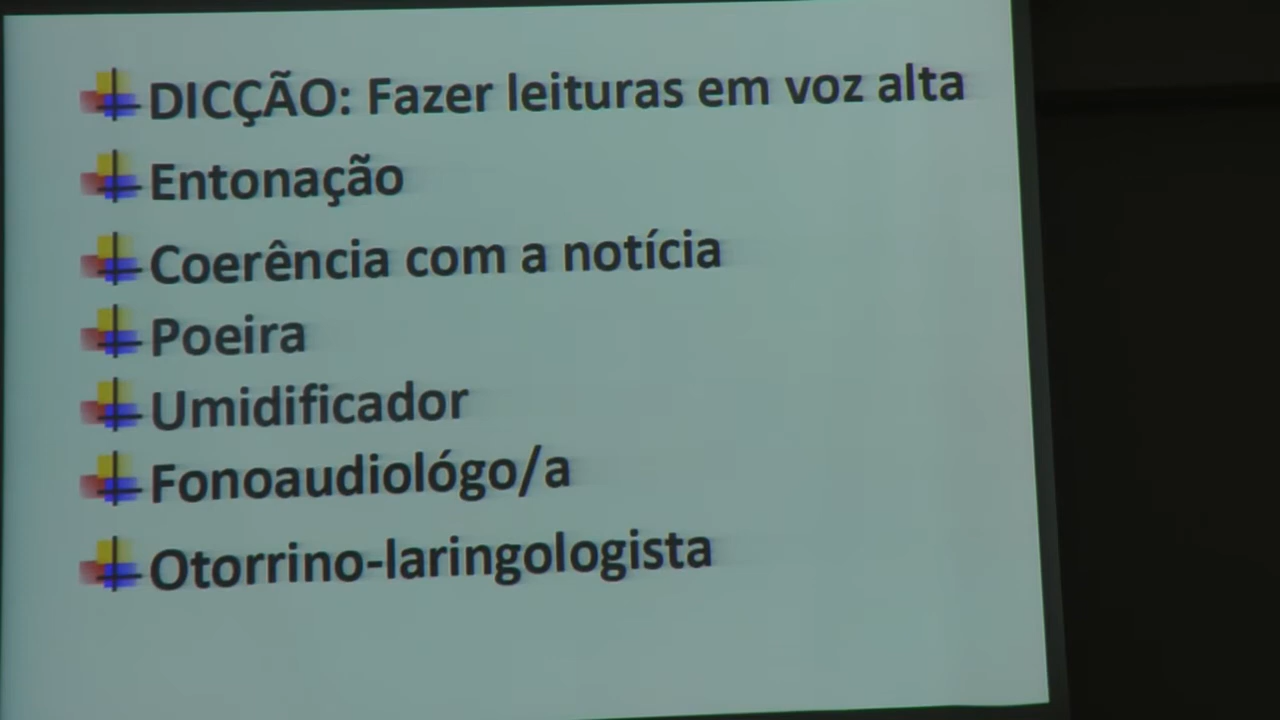 DICÇÃO: Fazer leituras em voz alta
Entonação
Coerência com a notícia
Poeira
Umidificador
Fonoaudiológo/a
Otorrino-laringologista